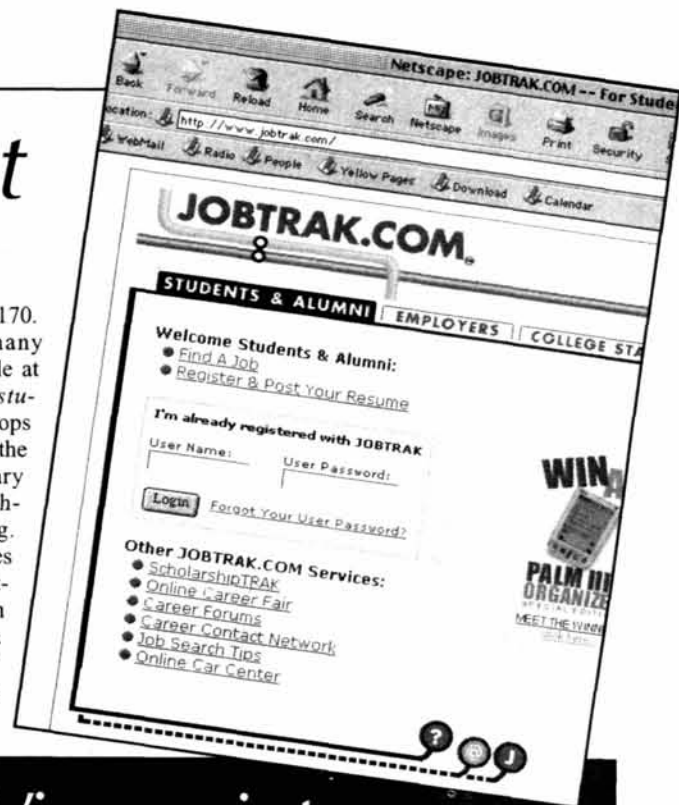 t
170.
any
le at
stu-
ops
the
ary
h-
g.
es
t-
n
Netscape: JOBTRAK.COM -- For Stude
Back Forward Reload Home Search Netscape Images Print Security
ocation: http://www.jobtrak.com/
WebMail Radio People Yellow Pages Download Calendar
JOBTRAK.COM
STUDENTS & ALUMNI EMPLOYERS COLLEGE STA
Welcome Students & Alumni:
Find A Job
Register & Post Your Resume
I'm already registered with JOBTRAK
User Name: User Password:
Login Forgot Your User Password?
WIN A
PALM III
ORGANIZE
SPECIAL EDITI
MEET THE WINN
Other JOBTRAK.COM Services:
ScholarshipTRAK
Online Career Fair
Career Forums
Career Contact Network
Job Search Tips
Online Car Center
? @ J